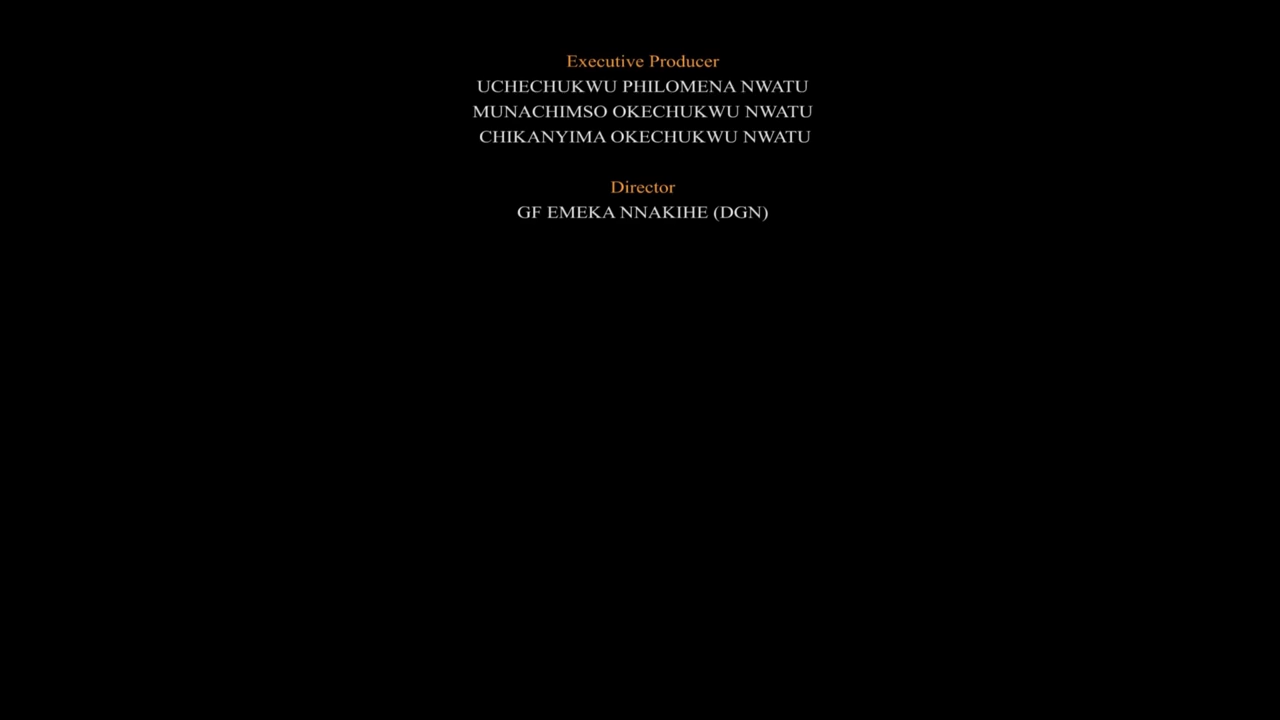 Executive Producer
UCHECHUKWU PHILOMENA NWATU
MUNACHIMSO OKECHUKWU NWATU
CHIKANYIMA OKECHUKWU NWATU
Director
GF EMEKA NNAKIHE (DGN)